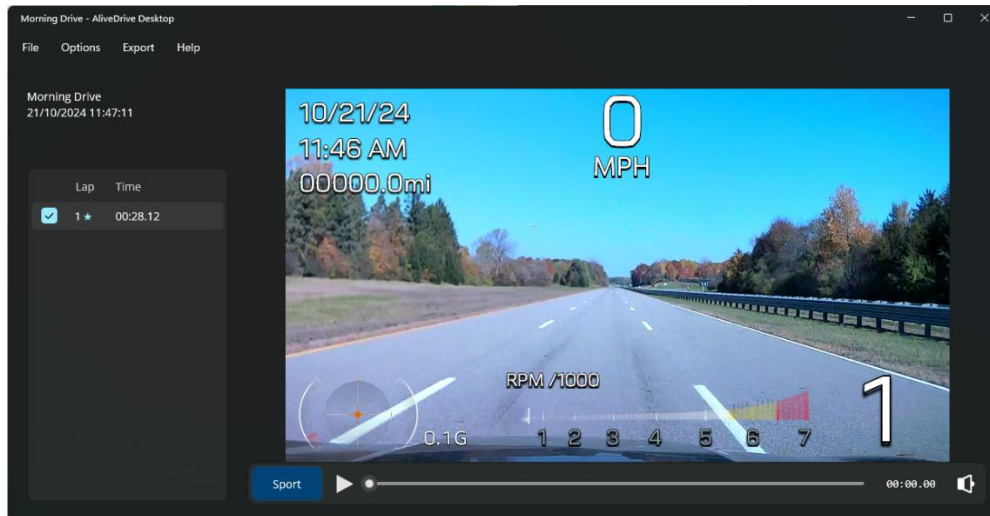 Morning Drive - AliveDrive Desktop
File Options Export Help
Morning Drive
21/10/2024 11:47:11
Lap Time
1 ★ 00:28.12
10/21/24
11:46 AM
00000.0mi
0
MPH
RPM /1000
0.1G
1 2 3 4 5 6 7
1
Sport
00:00.00